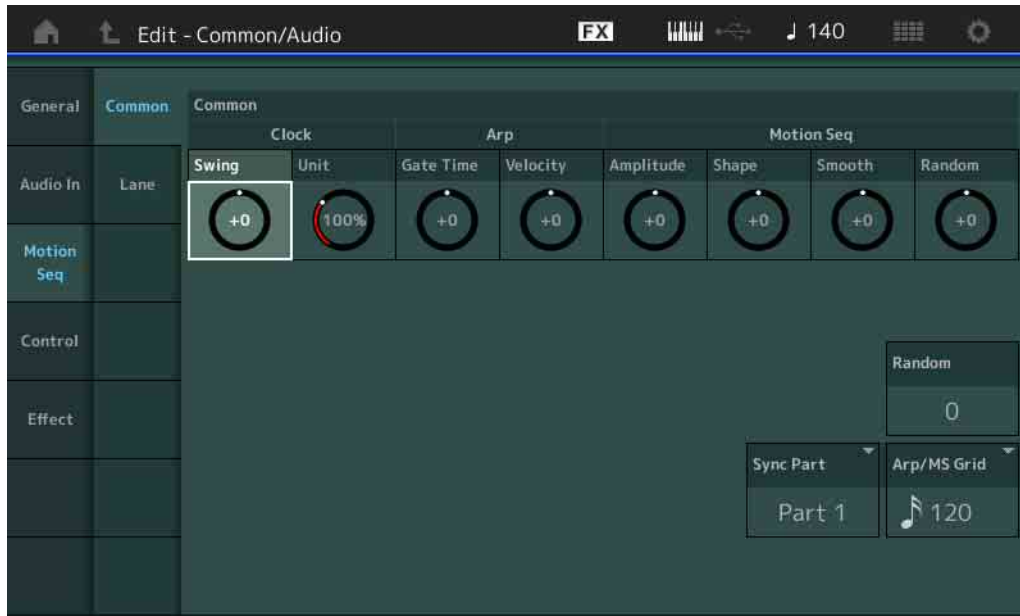 Edit - Common/Audio FX 140
General Common Common
Clock Arp Motion Seq
Swing Unit Gate Time Velocity Amplitude Shape Smooth Random
Audio In Lane
+0 100% +0 +0 +0 +0 +0 +0
Motion
Seq
Control
Random
0
Effect
Sync Part Arp/MS Grid
Part 1 120